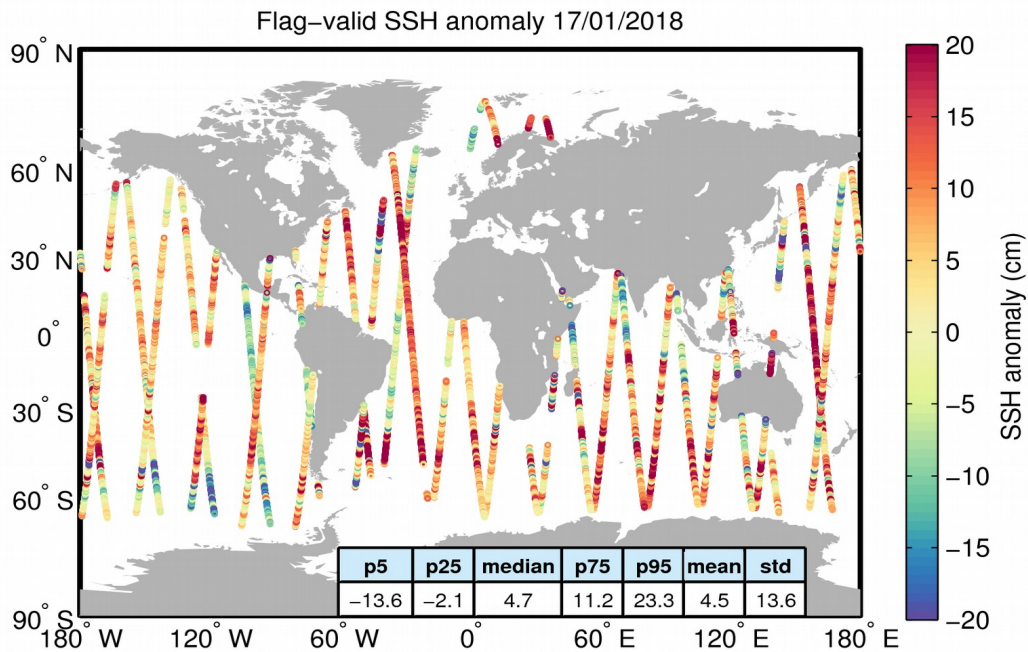 Flag−valid SSH anomaly 17/01/2018
90° N
60° N
30° N
0°
30° S
60° S
90° S
180° W
120° W
60° W
0°
60° E
120° E
180° E
p5 p25 median p75 p95 mean std
−13.6 −2.1 4.7 11.2 23.3 4.5 13.6
20
15
10
5
0
−5
−10
−15
−20
SSH anomaly (cm)